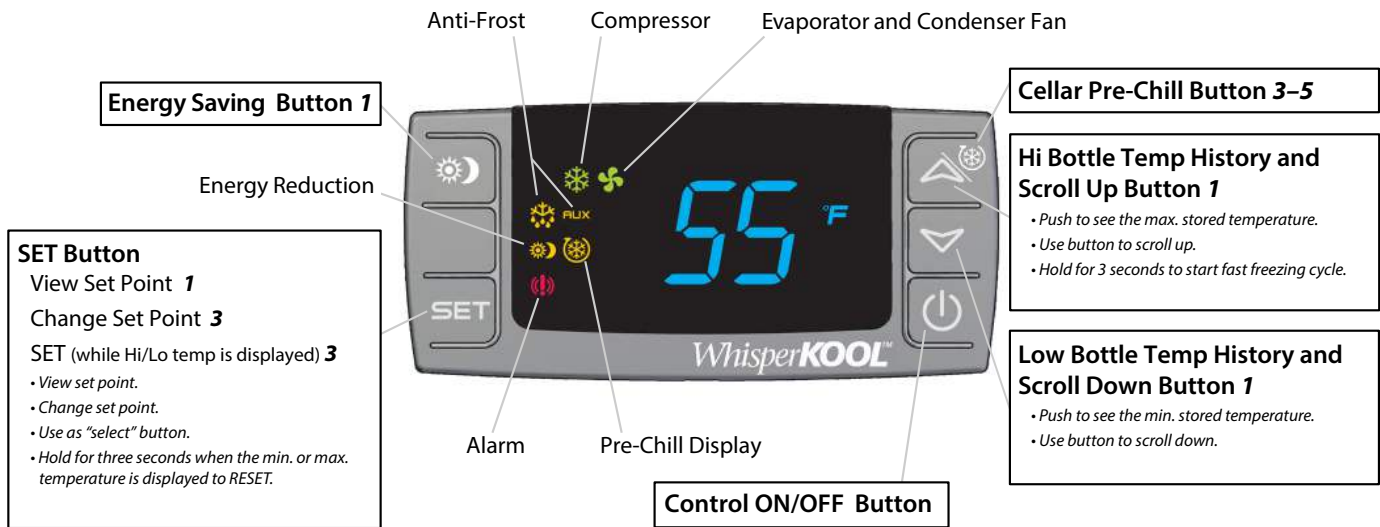 Anti-Frost
Compressor
Evaporator and Condenser Fan
Energy Saving Button 1
Energy Reduction
SET Button
View Set Point 1
Change Set Point 3
SET (while Hi/Lo temp is displayed) 3
• View set point.
• Change set point.
• Use as “select” button.
• Hold for three seconds when the min. or max.
temperature is displayed to RESET.
AUX
55 °F
SET
WhisperKOOL™
Alarm
Pre-Chill Display
Control ON/OFF Button
Cellar Pre-Chill Button 3–5
Hi Bottle Temp History and
Scroll Up Button 1
• Push to see the max. stored temperature.
• Use button to scroll up.
• Hold for 3 seconds to start fast freezing cycle.
Low Bottle Temp History and
Scroll Down Button 1
• Push to see the min. stored temperature.
• Use button to scroll down.